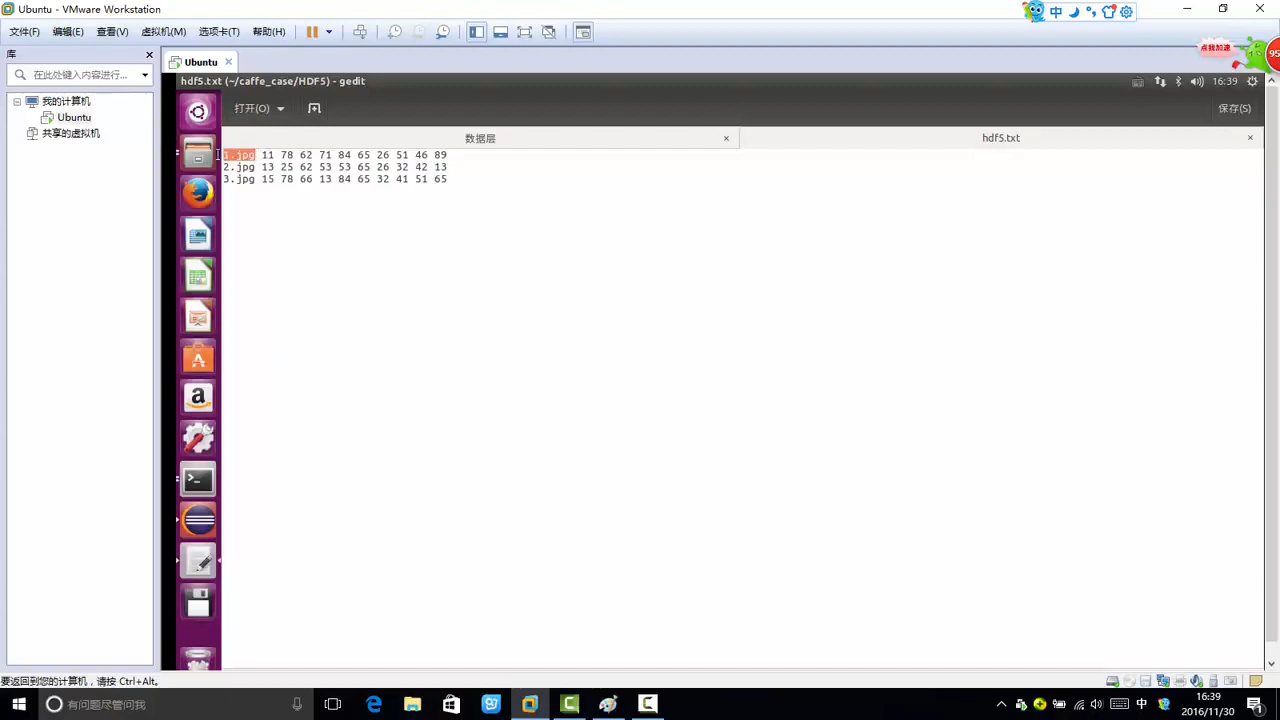 Ubuntu - VMware Workstation
中
文件(F) 编辑(E) 查看(V) 虚拟机(M) 选项卡(T) 帮助(H)
点我加速
95
库
Ubuntu
在此处键入内容进行...
hdf5.txt (~/caffe_case/HDF5) - gedit
16:39
我的计算机
Ubuntu
共享的虚拟机
打开(O)
保存(S)
数据层
hdf5.txt
1.jpg 11 78 62 71 84 65 26 51 46 89
2.jpg 13 25 62 53 53 65 26 32 42 13
3.jpg 15 78 66 13 84 65 32 41 51 65
要返回到您的计算机，请按 Ctrl+Alt。
有问题尽管问我
中
16:39
2016/11/30